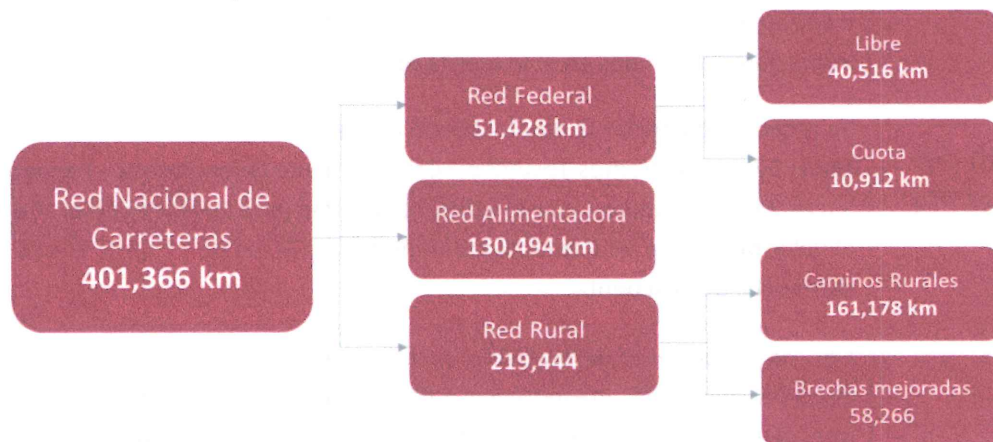 Red Nacional de
Carreteras
401,366 km
Red Federal
51,428 km
Libre
40,516 km
Cuota
10,912 km
Red Alimentadora
130,494 km
Red Rural
219,444
Caminos Rurales
161,178 km
Brechas mejoradas
58,266